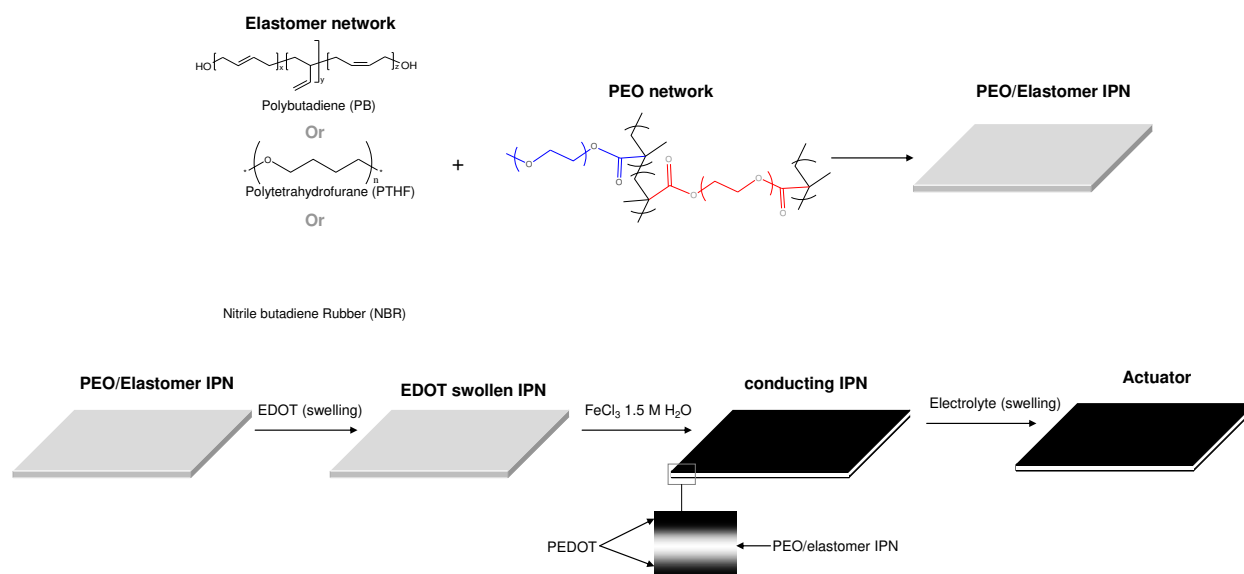 Elastomer network
HO
x
y
z
OH
Polybutadiene (PB)
Or
O
n
Polytetrahydrofurane (PTHF)
Or
+
PEO network
O
O
O
O
O
O
O
O
PEO/Elastomer IPN
Nitrile butadiene Rubber (NBR)
PEO/Elastomer IPN
EDOT (swelling)
EDOT swollen IPN
FeCl₃ 1.5 M H₂O
conducting IPN
Electrolyte (swelling)
Actuator
PEDOT
PEO/elastomer IPN